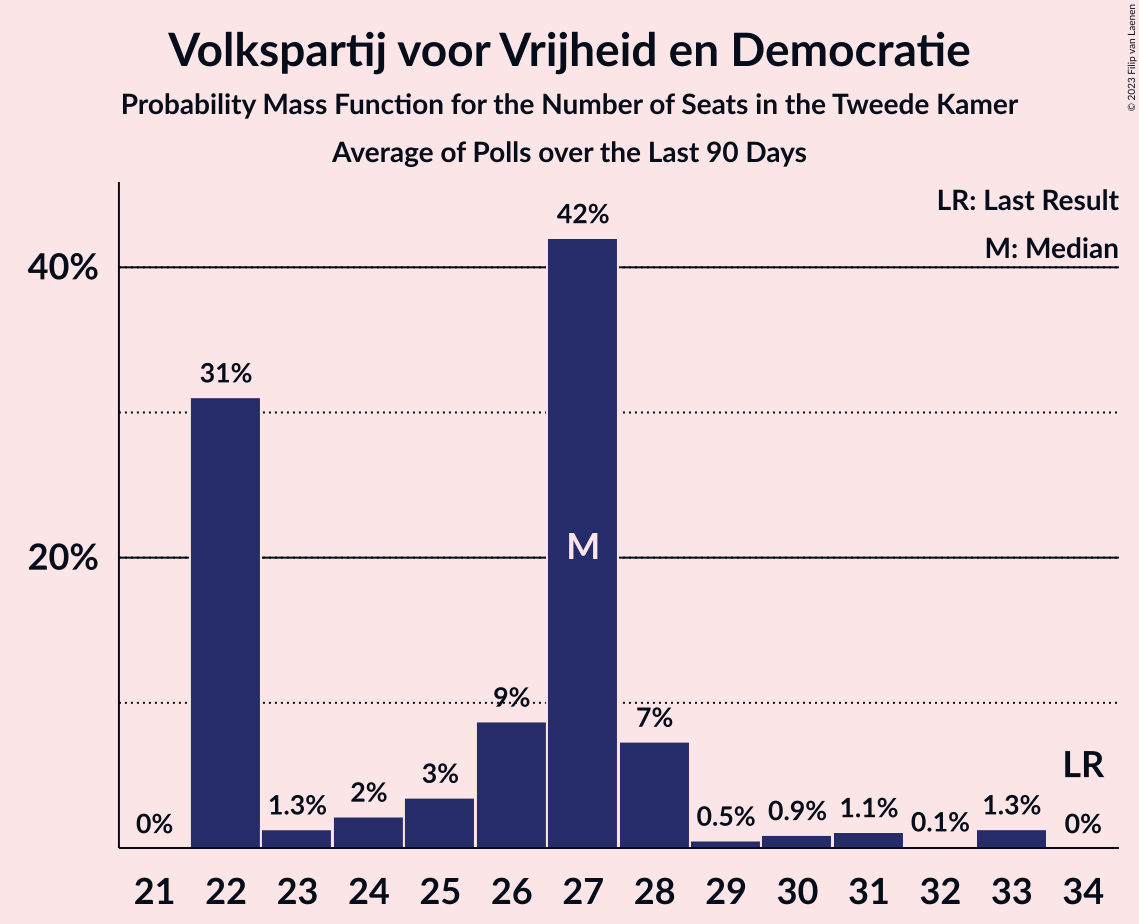 Volkspartij voor Vrijheid en Democratie
Probability Mass Function for the Number of Seats in the Tweede Kamer
Average of Polls over the Last 90 Days
© 2023 Filip van Laenen
LR: Last Result
M: Median
40%
20%
0%
31%
1.3%
2%
3%
9%
42%
M
7%
0.5%
0.9%
1.1%
0.1%
1.3%
LR
0%
21 22 23 24 25 26 27 28 29 30 31 32 33 34